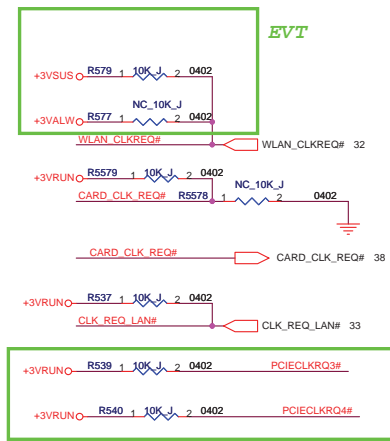 EVT
R579 10K_J 0402
+3VSUS 1 2
NC_10K_J
+3VALW R577 1 2 0402
WLAN_CLKREQ#
WLAN_CLKREQ# 32
R5579 10K_J 0402
+3VRUN 1 2
NC_10K_J
CARD_CLK_REQ# R5578 1 2 0402
CARD_CLK_REQ#
CARD_CLK_REQ# 38
R537 10K_J 0402
+3VRUN 1 2
CLK_REQ_LAN#
CLK_REQ_LAN# 33
+3VRUN R539 1 10K_J 2 0402 PCIECLKRQ3#
+3VRUN R540 1 10K_J 2 0402 PCIECLKRQ4#